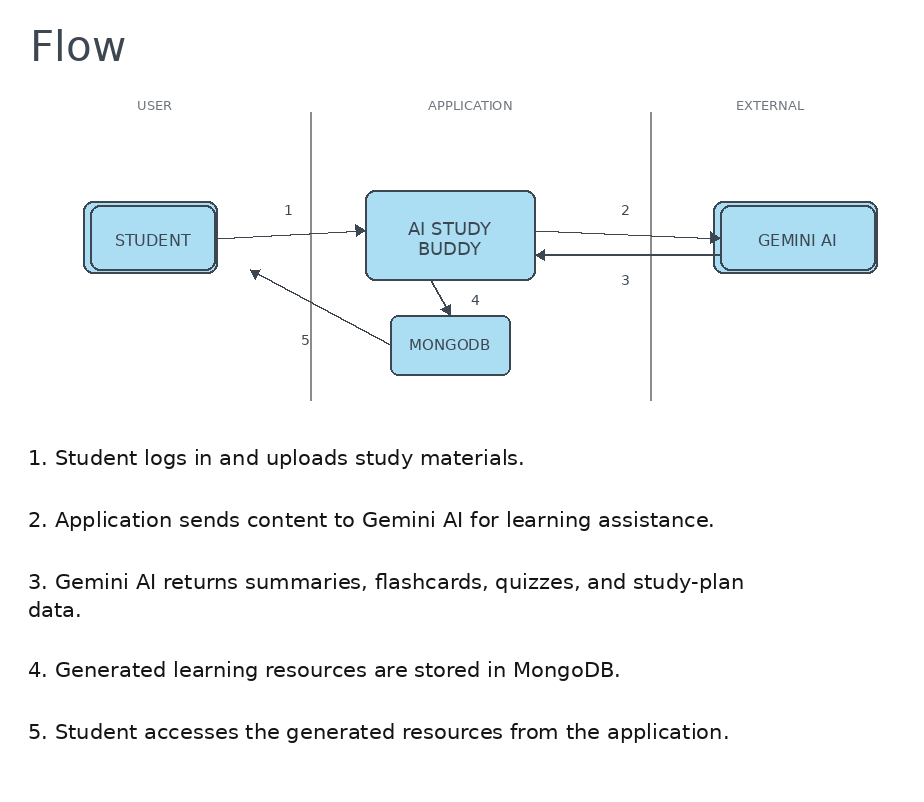 Flow
USER
APPLICATION
EXTERNAL
1
2
STUDENT
AI STUDY
BUDDY
GEMINI AI
3
4
5
MONGODB
1. Student logs in and uploads study materials.
2. Application sends content to Gemini AI for learning assistance.
3. Gemini AI returns summaries, flashcards, quizzes, and study-plan
data.
4. Generated learning resources are stored in MongoDB.
5. Student accesses the generated resources from the application.